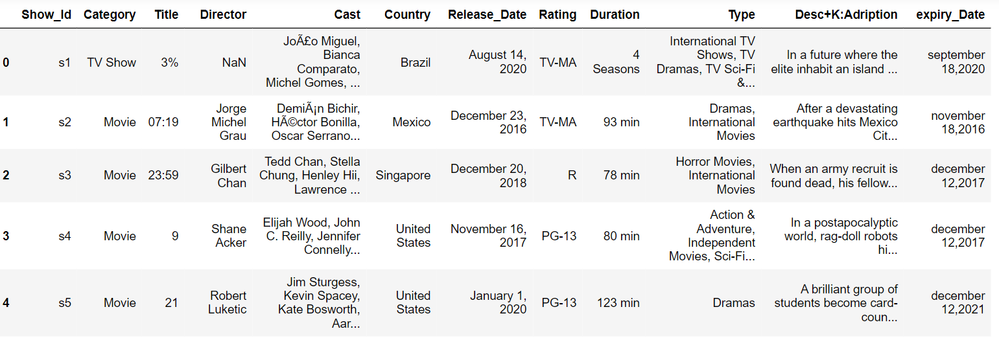 Show_Id Category Title Director Cast Country Release_Date Rating Duration Type Desc+K:Adription expiry_Date
0 s1 TV Show 3% NaN JoÃ£o Miguel, Bianca Comparato, Michel Gomes, ... Brazil August 14, 2020 TV-MA 4 Seasons International TV Shows, TV Dramas, TV Sci-Fi &... In a future where the elite inhabit an island ... september 18,2020
1 s2 Movie 07:19 Jorge Michel Grau DemiÃ¡n Bichir, HÃ©ctor Bonilla, Oscar Serrano... Mexico December 23, 2016 TV-MA 93 min Dramas, International Movies After a devastating earthquake hits Mexico Cit... november 18,2016
2 s3 Movie 23:59 Gilbert Chan Tedd Chan, Stella Chung, Henley Hii, Lawrence ... Singapore December 20, 2018 R 78 min Horror Movies, International Movies When an army recruit is found dead, his fellow... december 12,2017
3 s4 Movie 9 Shane Acker Elijah Wood, John C. Reilly, Jennifer Connelly... United States November 16, 2017 PG-13 80 min Action & Adventure, Independent Movies, Sci-Fi... In a postapocalyptic world, rag-doll robots hi... december 12,2017
4 s5 Movie 21 Robert Luketic Jim Sturgess, Kevin Spacey, Kate Bosworth, Aar... United States January 1, 2020 PG-13 123 min Dramas A brilliant group of students become card-coun... december 12,2021